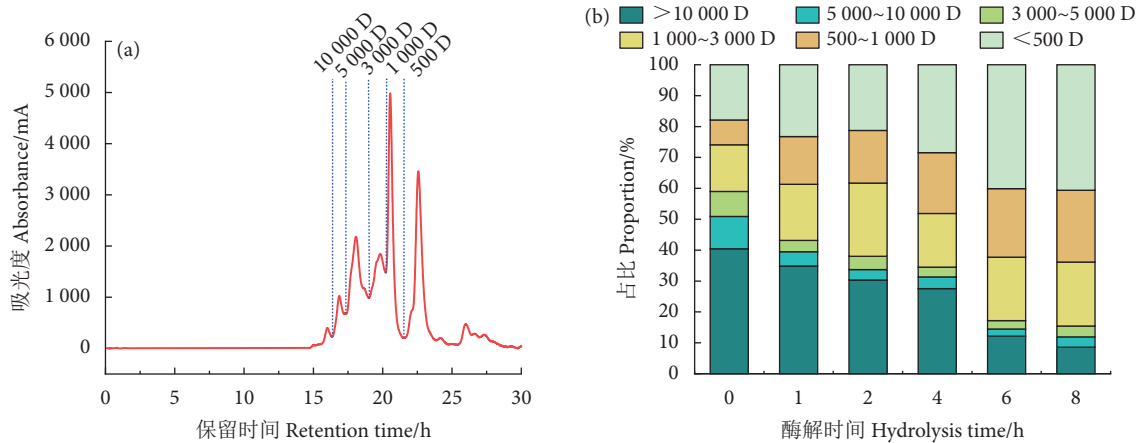 (a)
10 000 D
5 000 D
3 000 D
1 000 D
500 D
6 000
5 000
4 000
3 000
2 000
1 000
0
吸光度 Absorbance/mA
0 5 10 15 20 25 30
保留时间 Retention time/h
(b)
＞10 000 D 5 000~10 000 D 3 000~5 000 D
1 000~3 000 D 500~1 000 D ＜500 D
100
90
80
70
60
50
40
30
20
10
0
占比 Proportion/%
0 1 2 4 6 8
酶解时间 Hydrolysis time/h